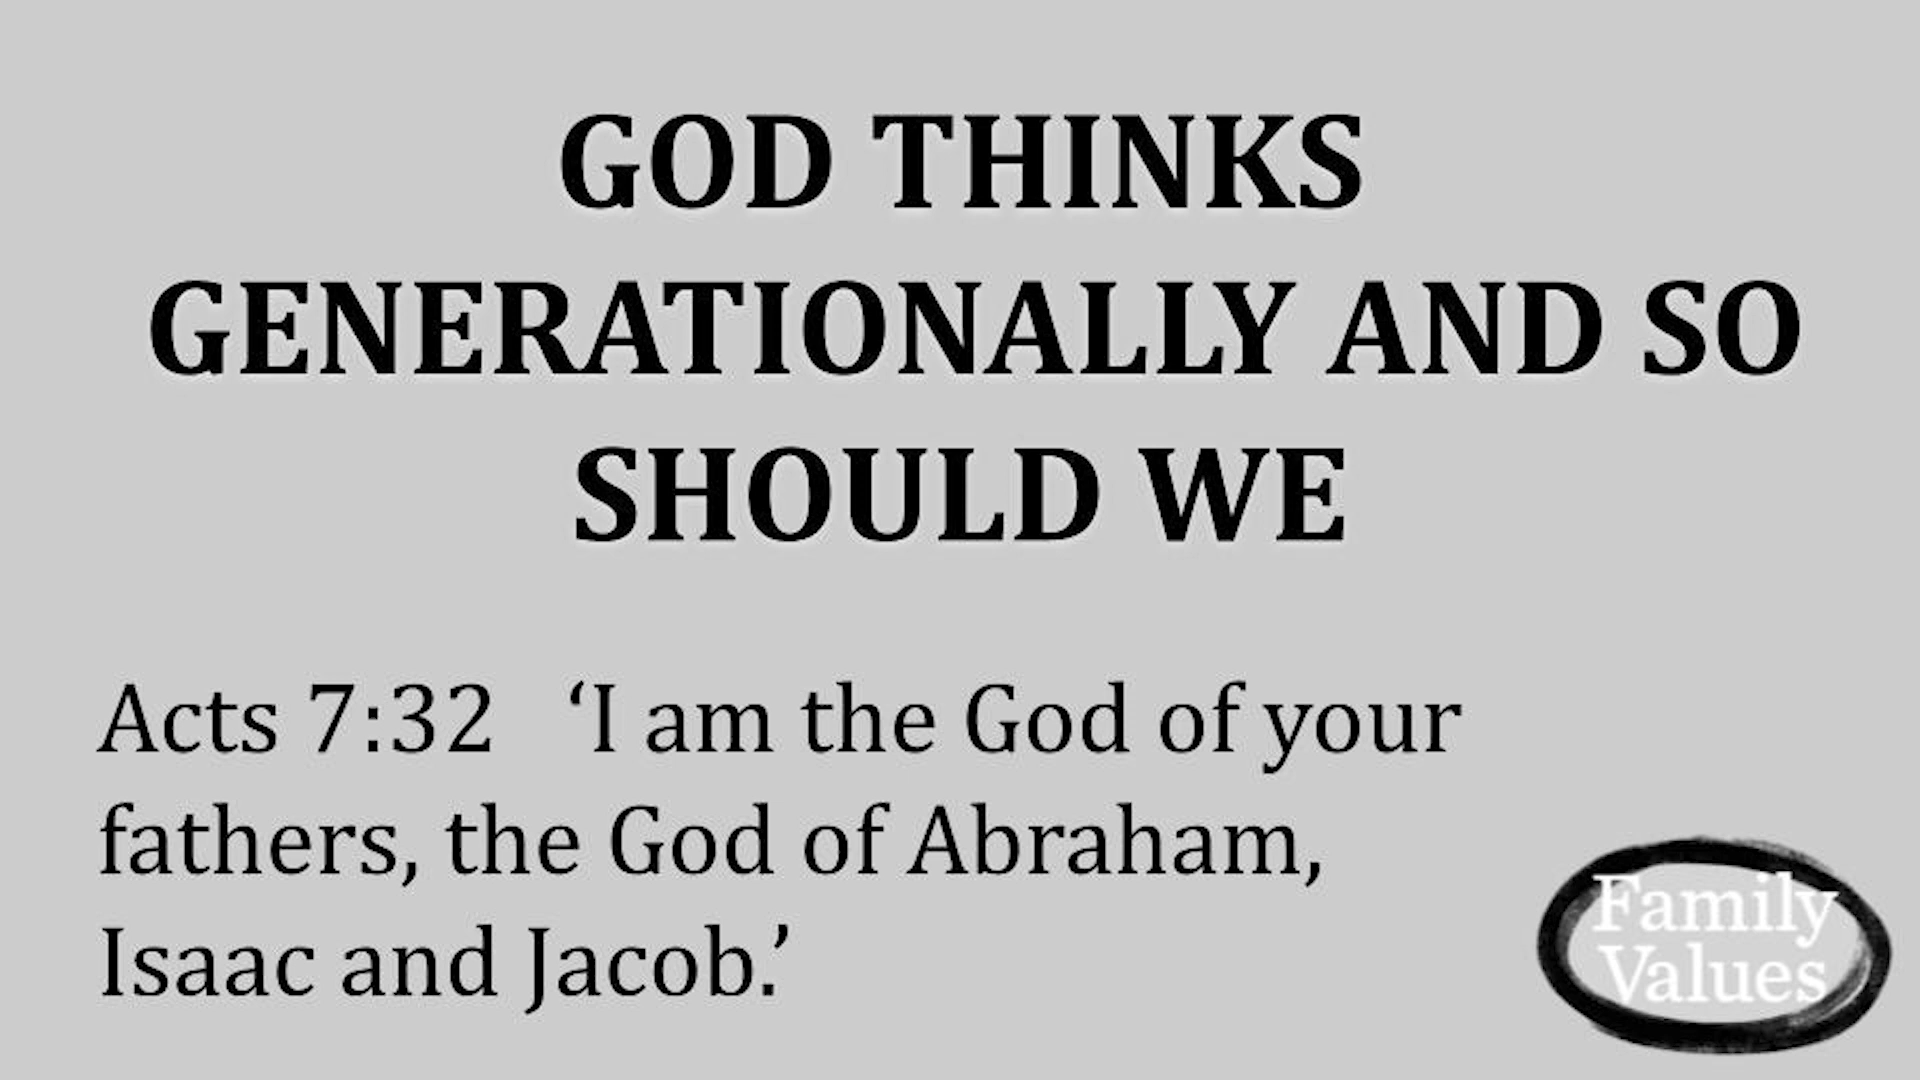 GOD THINKS
GENERATIONALLY AND SO
SHOULD WE
Acts 7:32 ‘I am the God of your
fathers, the God of Abraham,
Isaac and Jacob.’
Family
Values